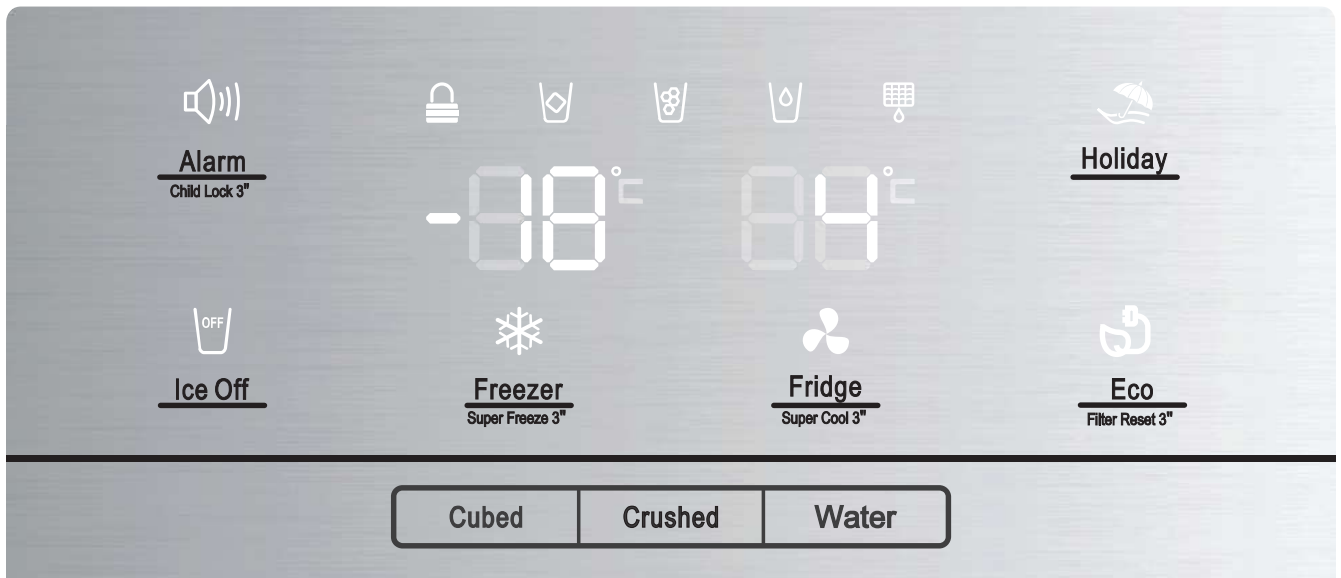 Alarm
Child Lock 3"
-18°C
4°C
Holiday
OFF
Ice Off
Freezer
Super Freeze 3"
Fridge
Super Cool 3"
Eco
Filter Reset 3"
Cubed
Crushed
Water